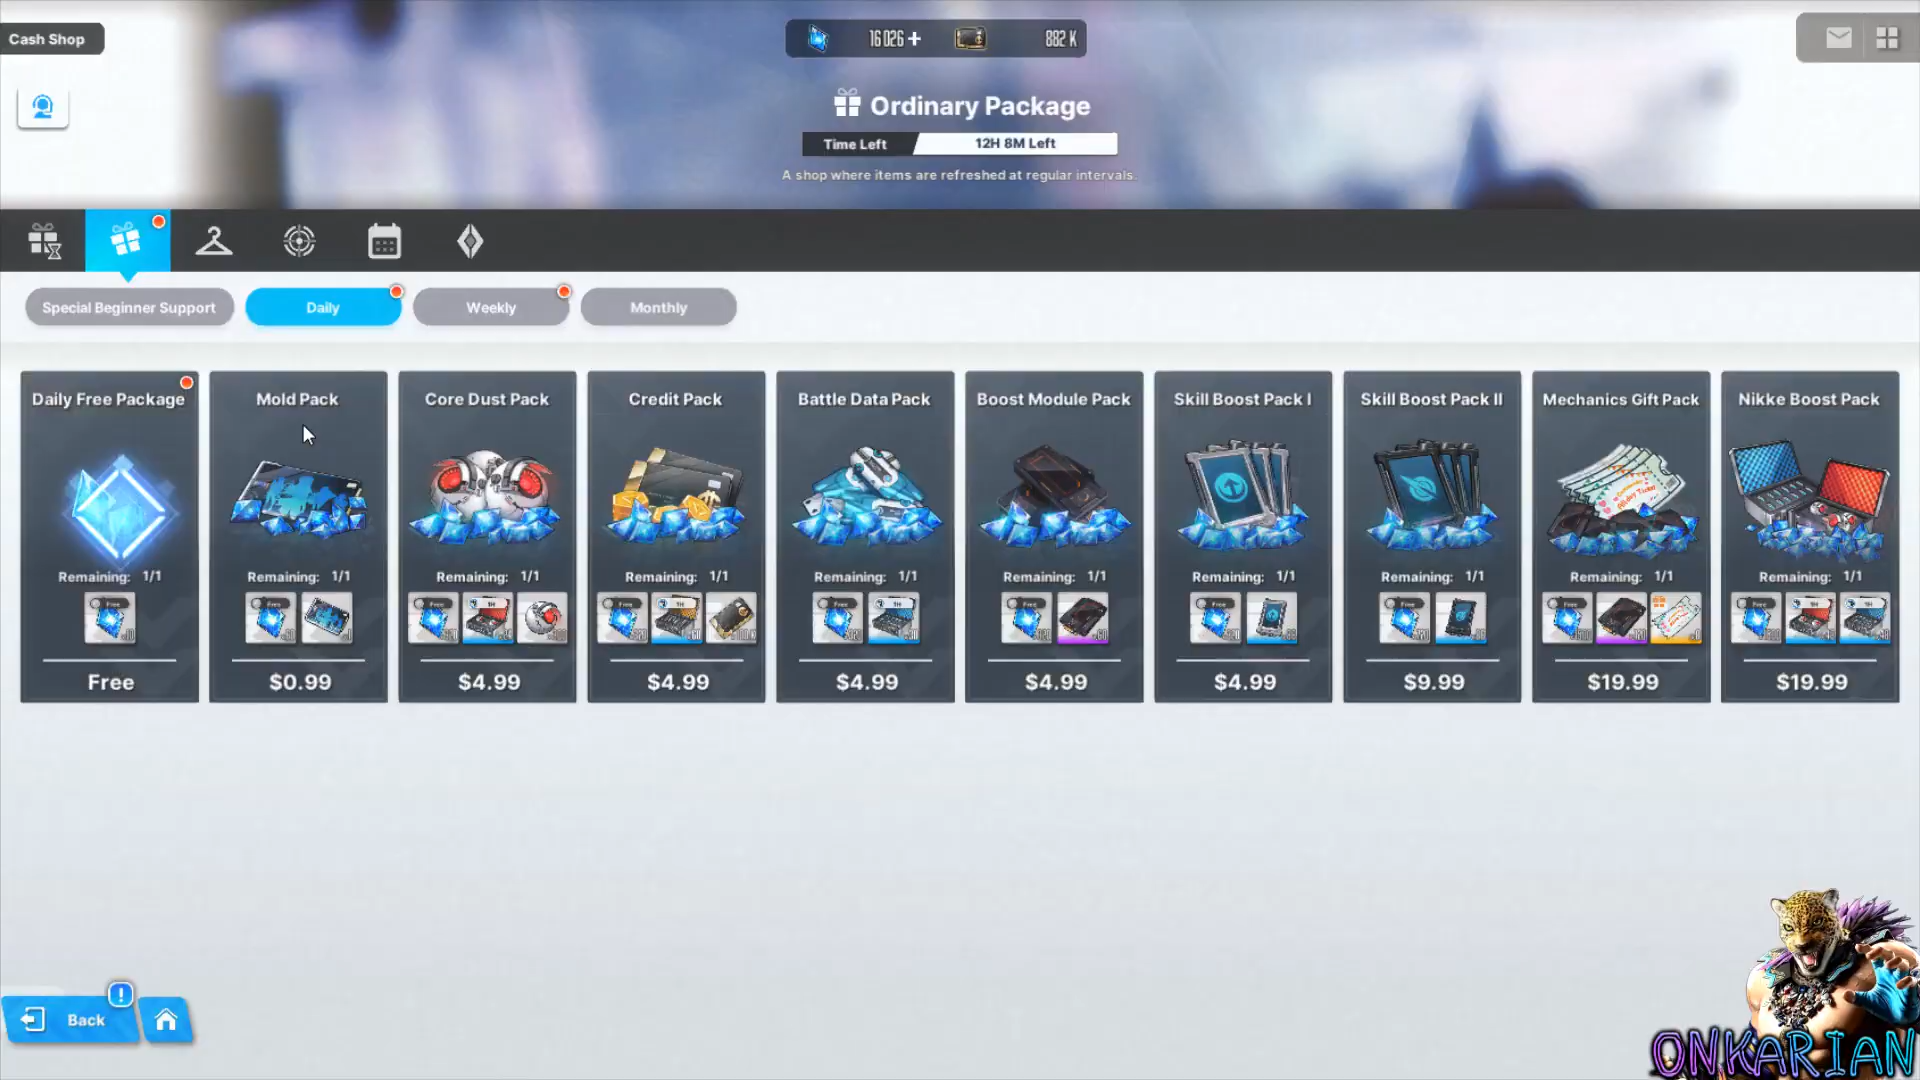 Cash Shop
16026+
882 K
Ordinary Package
Time Left
12H 8M Left
A shop where items are refreshed at regular intervals.
Special Beginner Support
Daily
Weekly
Monthly
Daily Free Package
Mold Pack
Core Dust Pack
Credit Pack
Battle Data Pack
Boost Module Pack
Skill Boost Pack I
Skill Boost Pack II
Mechanics Gift Pack
Nikke Boost Pack
Remaining: 1/1
Remaining: 1/1
Remaining: 1/1
Remaining: 1/1
Remaining: 1/1
Remaining: 1/1
Remaining: 1/1
Remaining: 1/1
Remaining: 1/1
Remaining: 1/1
Free
$0.99
$4.99
$4.99
$4.99
$4.99
$4.99
$9.99
$19.99
$19.99
Back
ONKARIAN